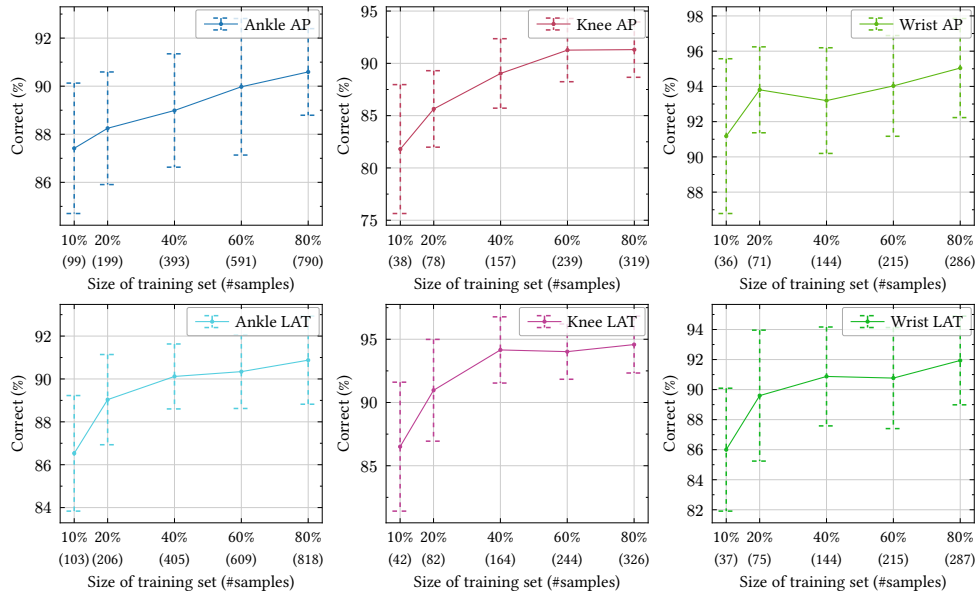 Ankle AP
Correct (%)
92
90
88
86
10% 20% 40% 60% 80%
(99) (199) (393) (591) (790)
Size of training set (#samples)
Knee AP
Correct (%)
95
90
85
80
75
10% 20% 40% 60% 80%
(38) (78) (157) (239) (319)
Size of training set (#samples)
Wrist AP
Correct (%)
98
96
94
92
90
88
10% 20% 40% 60% 80%
(36) (71) (144) (215) (286)
Size of training set (#samples)
Ankle LAT
Correct (%)
92
90
88
86
84
10% 20% 40% 60% 80%
(103) (206) (405) (609) (818)
Size of training set (#samples)
Knee LAT
Correct (%)
95
90
85
10% 20% 40% 60% 80%
(42) (82) (164) (244) (326)
Size of training set (#samples)
Wrist LAT
Correct (%)
94
92
90
88
86
84
82
10% 20% 40% 60% 80%
(37) (75) (144) (215) (287)
Size of training set (#samples)